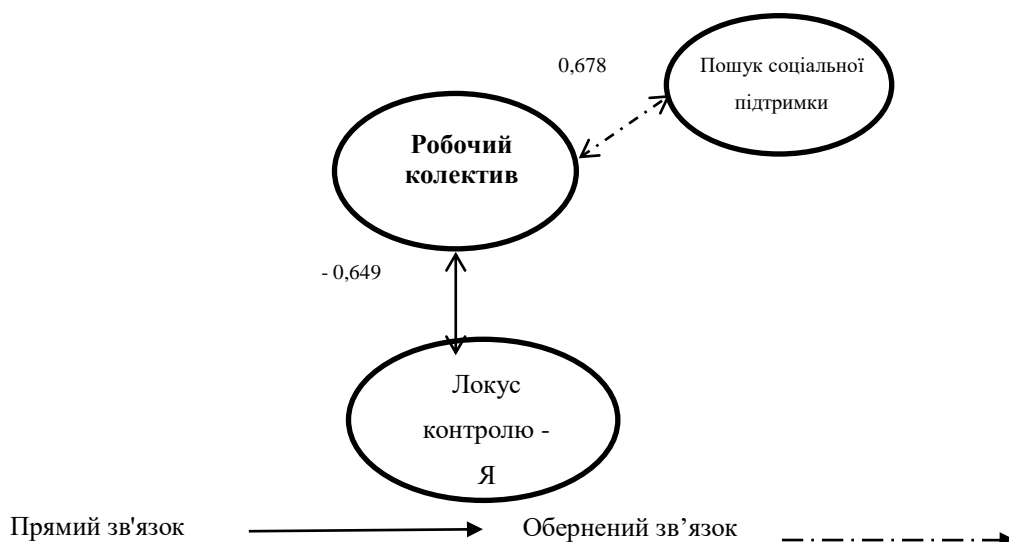 0,678
Пошук соціальної
підтримки
Робочий
колектив
- 0,649
Локус
контролю -
Я
Прямий зв'язок
Обернений зв’язок